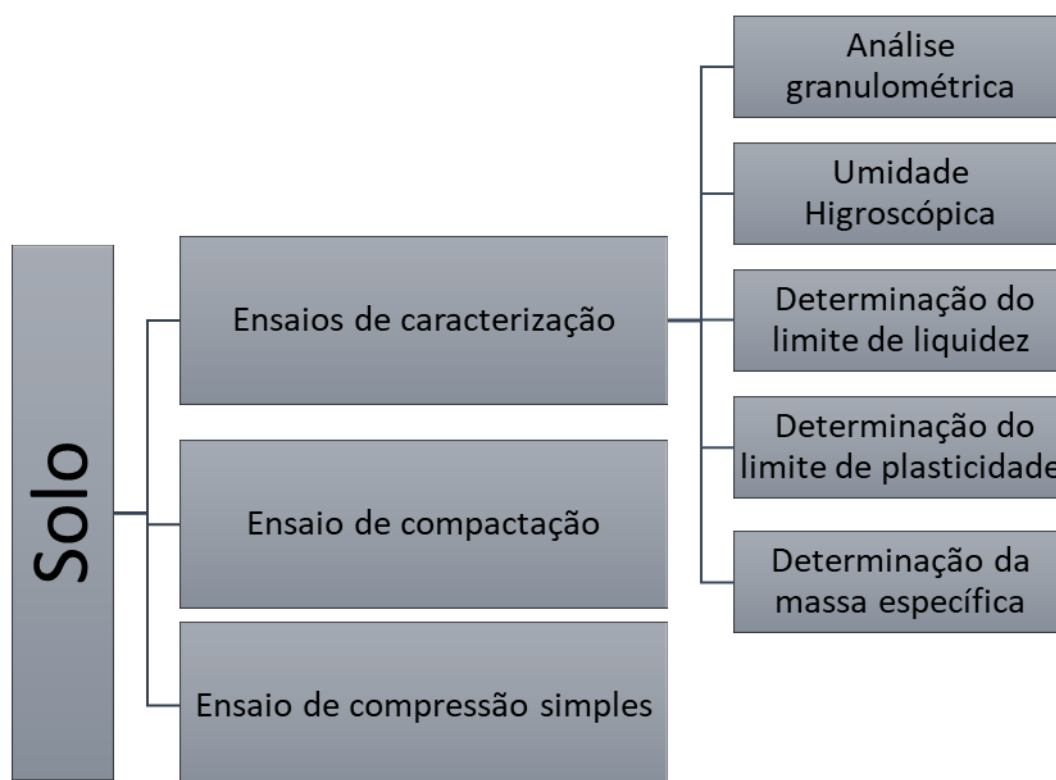 Solo
Ensaios de caracterização
Ensaio de compactação
Ensaio de compressão simples
Análise
granulométrica
Umidade
Higroscópica
Determinação do
limite de liquidez
Determinação do
limite de plasticidade
Determinação da
massa específica